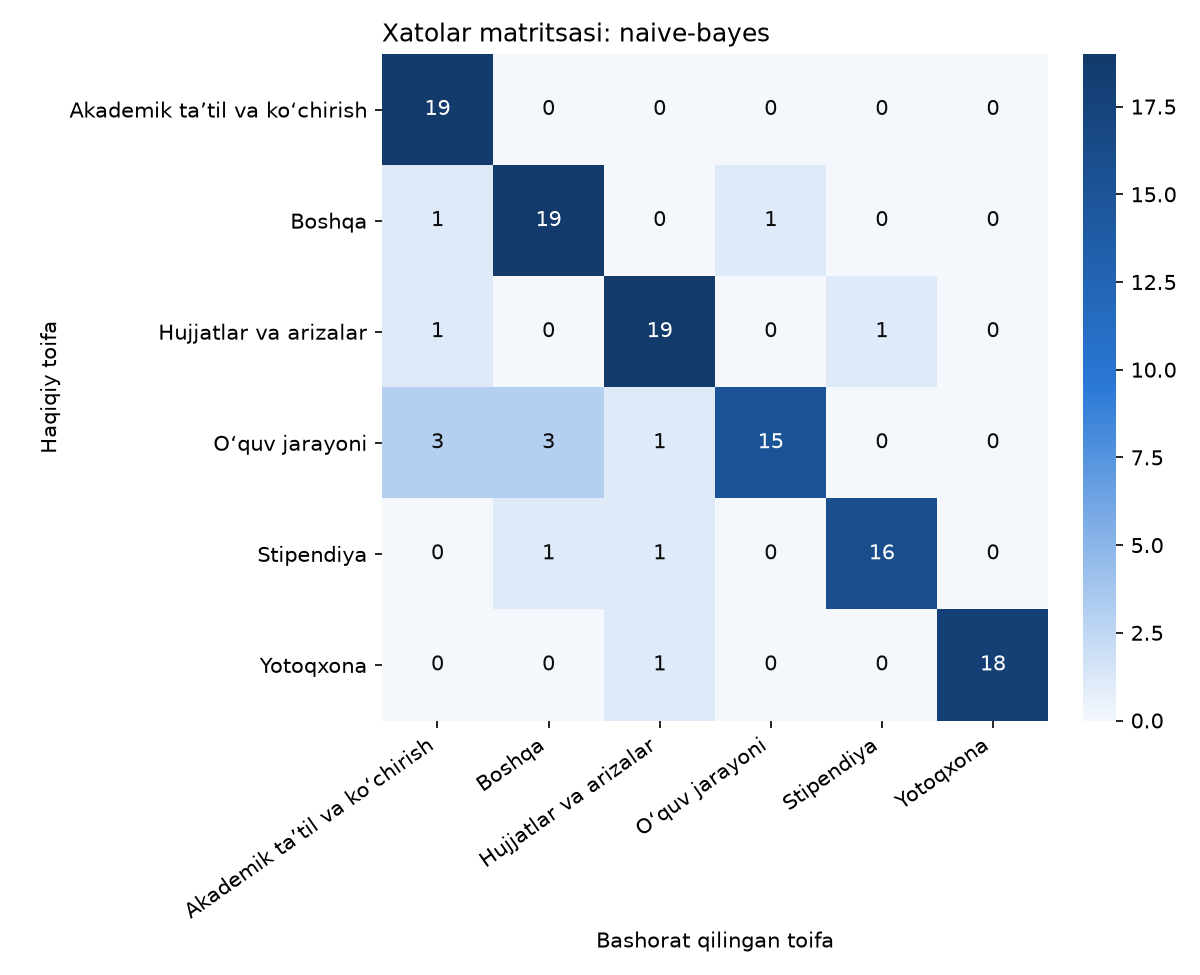 Xatolar matritsasi: naive-bayes
Haqiqiy toifa
Akademik ta’til va ko‘chirish 19 0 0 0 0 0
Boshqa 1 19 0 1 0 0
Hujjatlar va arizalar 1 0 19 0 1 0
O‘quv jarayoni 3 3 1 15 0 0
Stipendiya 0 1 1 0 16 0
Yotoqxona 0 0 1 0 0 18
Akademik ta’til va ko‘chirish
Boshqa
Hujjatlar va arizalar
O‘quv jarayoni
Stipendiya
Yotoqxona
Bashorat qilingan toifa
17.5
15.0
12.5
10.0
7.5
5.0
2.5
0.0